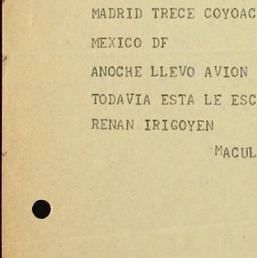 MADRID TRECE COYOAC
MEXICO DF
ANOCHE LLEVO AVION
TODAVIA ESTA LE ESC
RENAN IRIGOYEN
MACUL